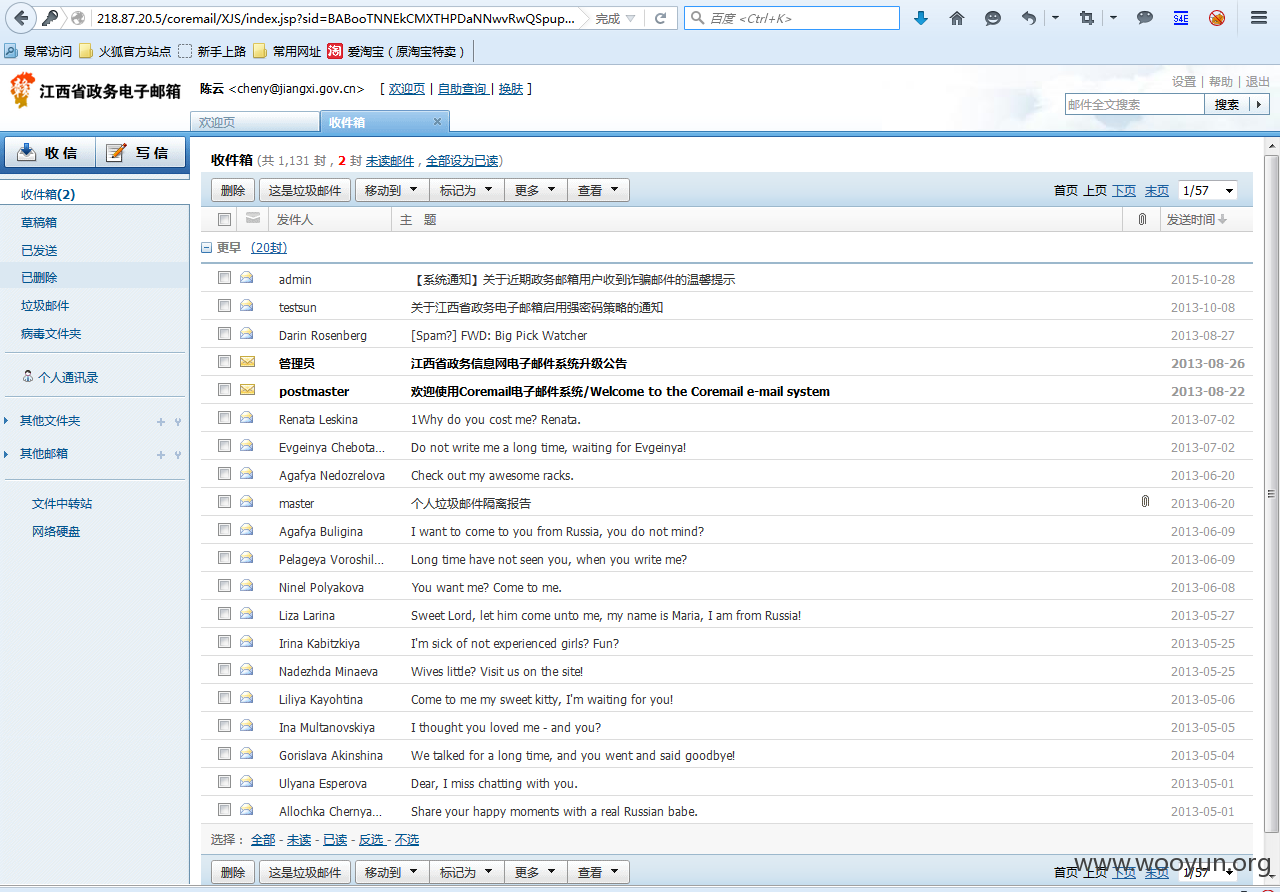 218.87.20.5/coremail/XJS/index.jsp?sid=BABooTNNEkCMXTHPDaNNwvRwQSpup... 完成 百度 <Ctrl+K> S4E
最常访问 火狐官方站点 新手上路 常用网址 淘 爱淘宝（原淘宝特卖）
江西省政务电子邮箱 陈云 <cheny@jiangxi.gov.cn> [ 欢迎页 | 自助查询 | 换肤 ] 设置 | 帮助 | 退出
邮件全文搜索 搜索
欢迎页 收件箱 ×
收信 写信
收件箱 (共 1,131 封 , 2 封 未读邮件 , 全部设为已读)
删除 这是垃圾邮件 移动到 标记为 更多 查看 首页 上页 下页 末页 1/57
发件人 主 题 发送时间
更早 (20封)
收件箱(2)
草稿箱
已发送
已删除
垃圾邮件
病毒文件夹
个人通讯录
其他文件夹
其他邮箱
文件中转站
网络硬盘
admin 【系统通知】关于近期政务邮箱用户收到诈骗邮件的温馨提示 2015-10-28
testsun 关于江西省政务电子邮箱启用强密码策略的通知 2013-10-08
Darin Rosenberg [Spam?] FWD: Big Pick Watcher 2013-08-27
管理员 江西省政务信息网电子邮件系统升级公告 2013-08-26
postmaster 欢迎使用Coremail电子邮件系统/Welcome to the Coremail e-mail system 2013-08-22
Renata Leskina 1Why do you cost me? Renata. 2013-07-02
Evgeinya Chebota... Do not write me a long time, waiting for Evgeinya! 2013-07-02
Agafya Nedozrelova Check out my awesome racks. 2013-06-20
master 个人垃圾邮件隔离报告 2013-06-20
Agafya Buligina I want to come to you from Russia, you do not mind? 2013-06-09
Pelageya Voroshil... Long time have not seen you, when you write me? 2013-06-09
Ninel Polyakova You want me? Come to me. 2013-06-08
Liza Larina Sweet Lord, let him come unto me, my name is Maria, I am from Russia! 2013-05-27
Irina Kabitzkiya I'm sick of not experienced girls? Fun? 2013-05-25
Nadezhda Minaeva Wives little? Visit us on the site! 2013-05-25
Liliya Kayohtina Come to me my sweet kitty, I'm waiting for you! 2013-05-06
Ina Multanovskiya I thought you loved me - and you? 2013-05-05
Gorislava Akinshina We talked for a long time, and you went and said goodbye! 2013-05-04
Ulyana Esperova Dear, I miss chatting with you. 2013-05-01
Allochka Chernya... Share your happy moments with a real Russian babe. 2013-05-01
选择： 全部 - 未读 - 已读 - 反选 - 不选
删除 这是垃圾邮件 移动到 标记为 更多 查看 首页 上页 下页 末页 1/57
www.wooyun.org